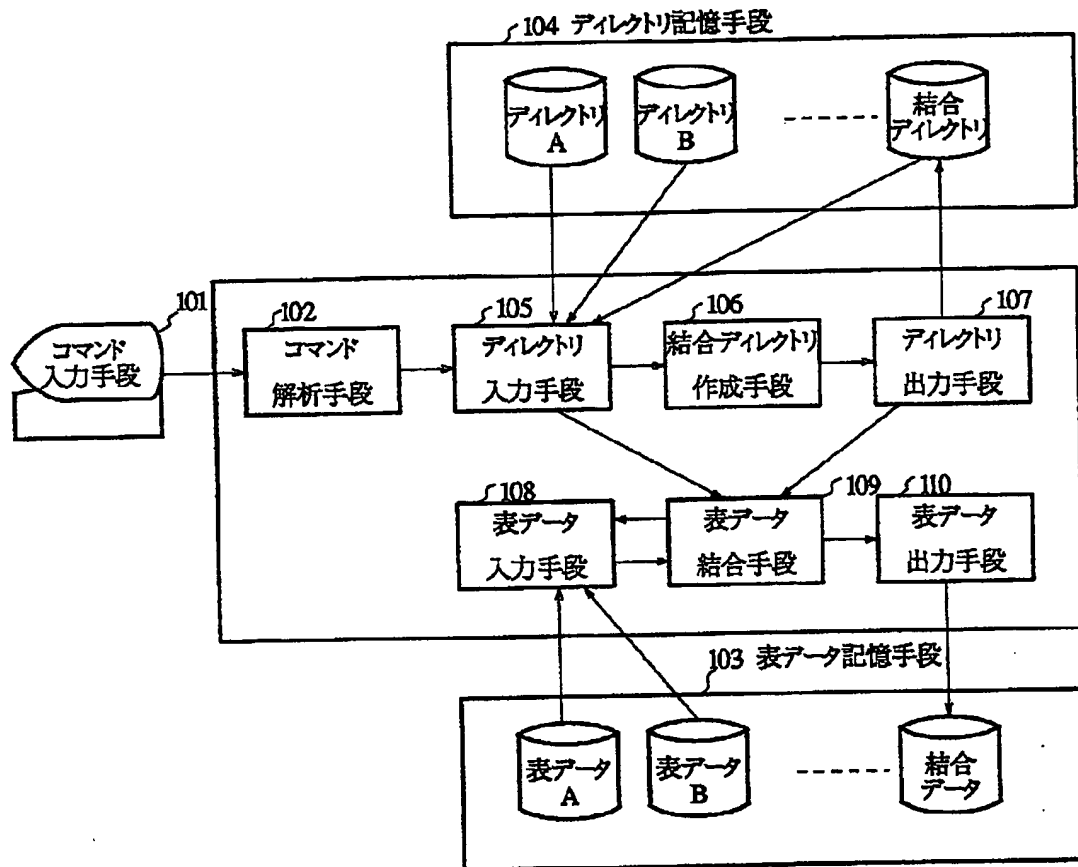 104 ディレクトリ記憶手段
ディレクトリ
A
ディレクトリ
B
結合
ディレクトリ
101
コマンド
入力手段
102
コマンド
解析手段
105
ディレクトリ
入力手段
106
結合ディレクトリ
作成手段
107
ディレクトリ
出力手段
108
表データ
入力手段
109
表データ
結合手段
110
表データ
出力手段
103 表データ記憶手段
表データ
A
表データ
B
結合
データ